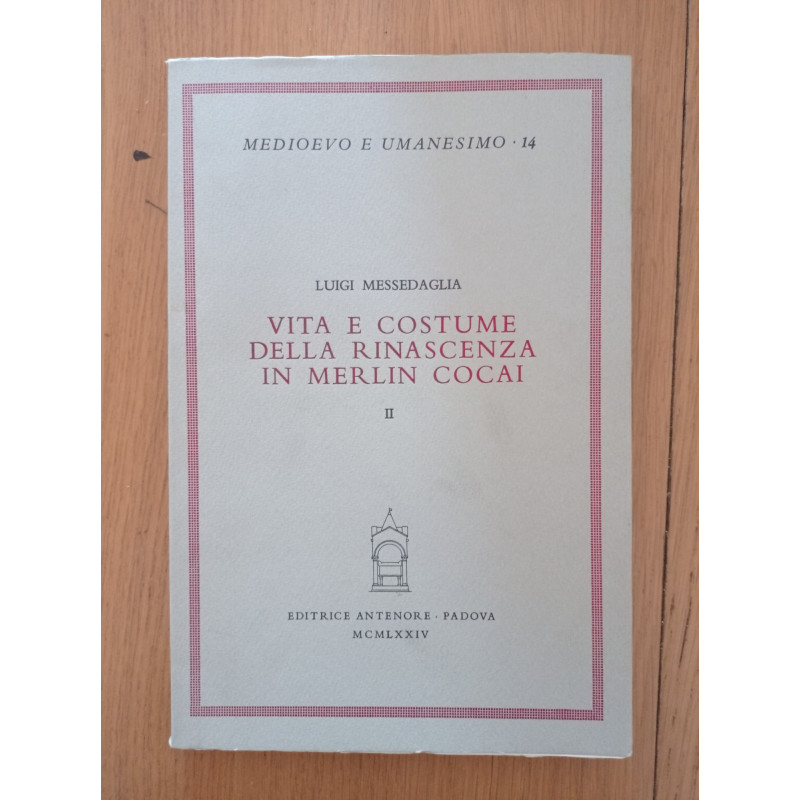 MEDIOEVO E UMANESIMO · 14
LUIGI MESSEDAGLIA
VITA E COSTUME
DELLA RINASCENZA
IN MERLIN COCAI
II
EDITRICE ANTENORE · PADOVA
MCMLXXIV